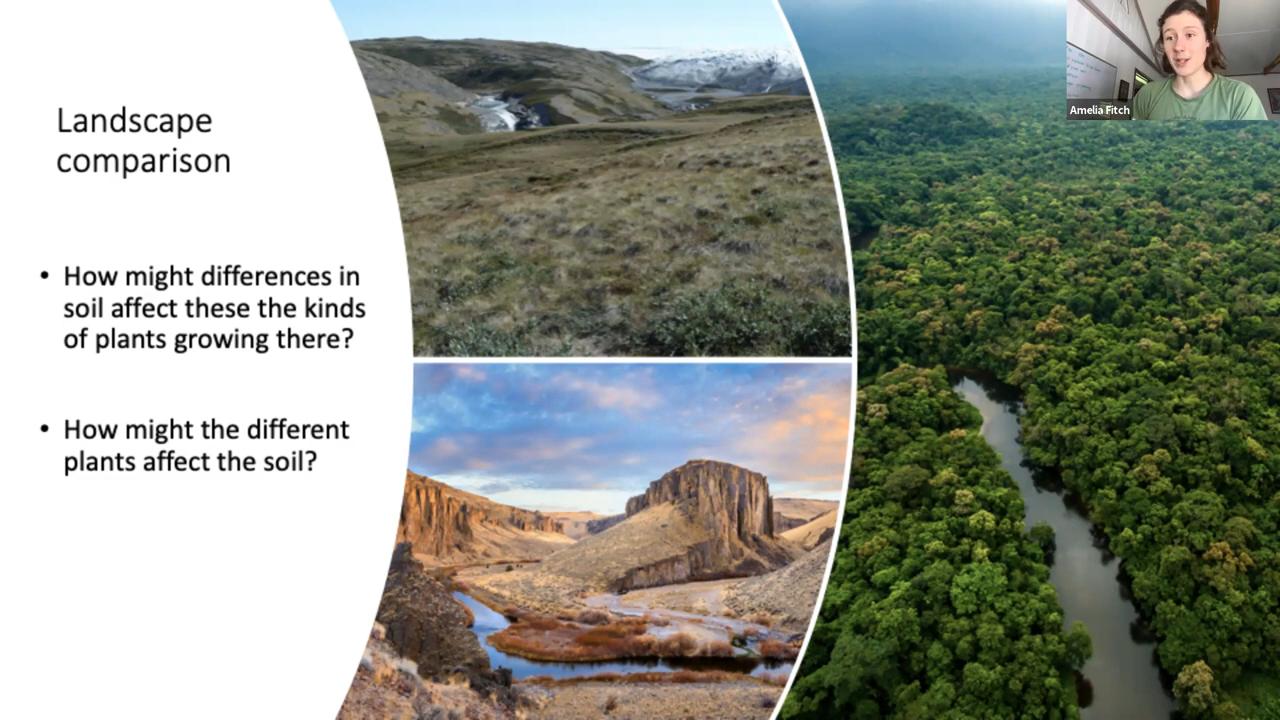 Landscape
comparison
• How might differences in
soil affect these the kinds
of plants growing there?
• How might the different
plants affect the soil?
Amelia Fitch